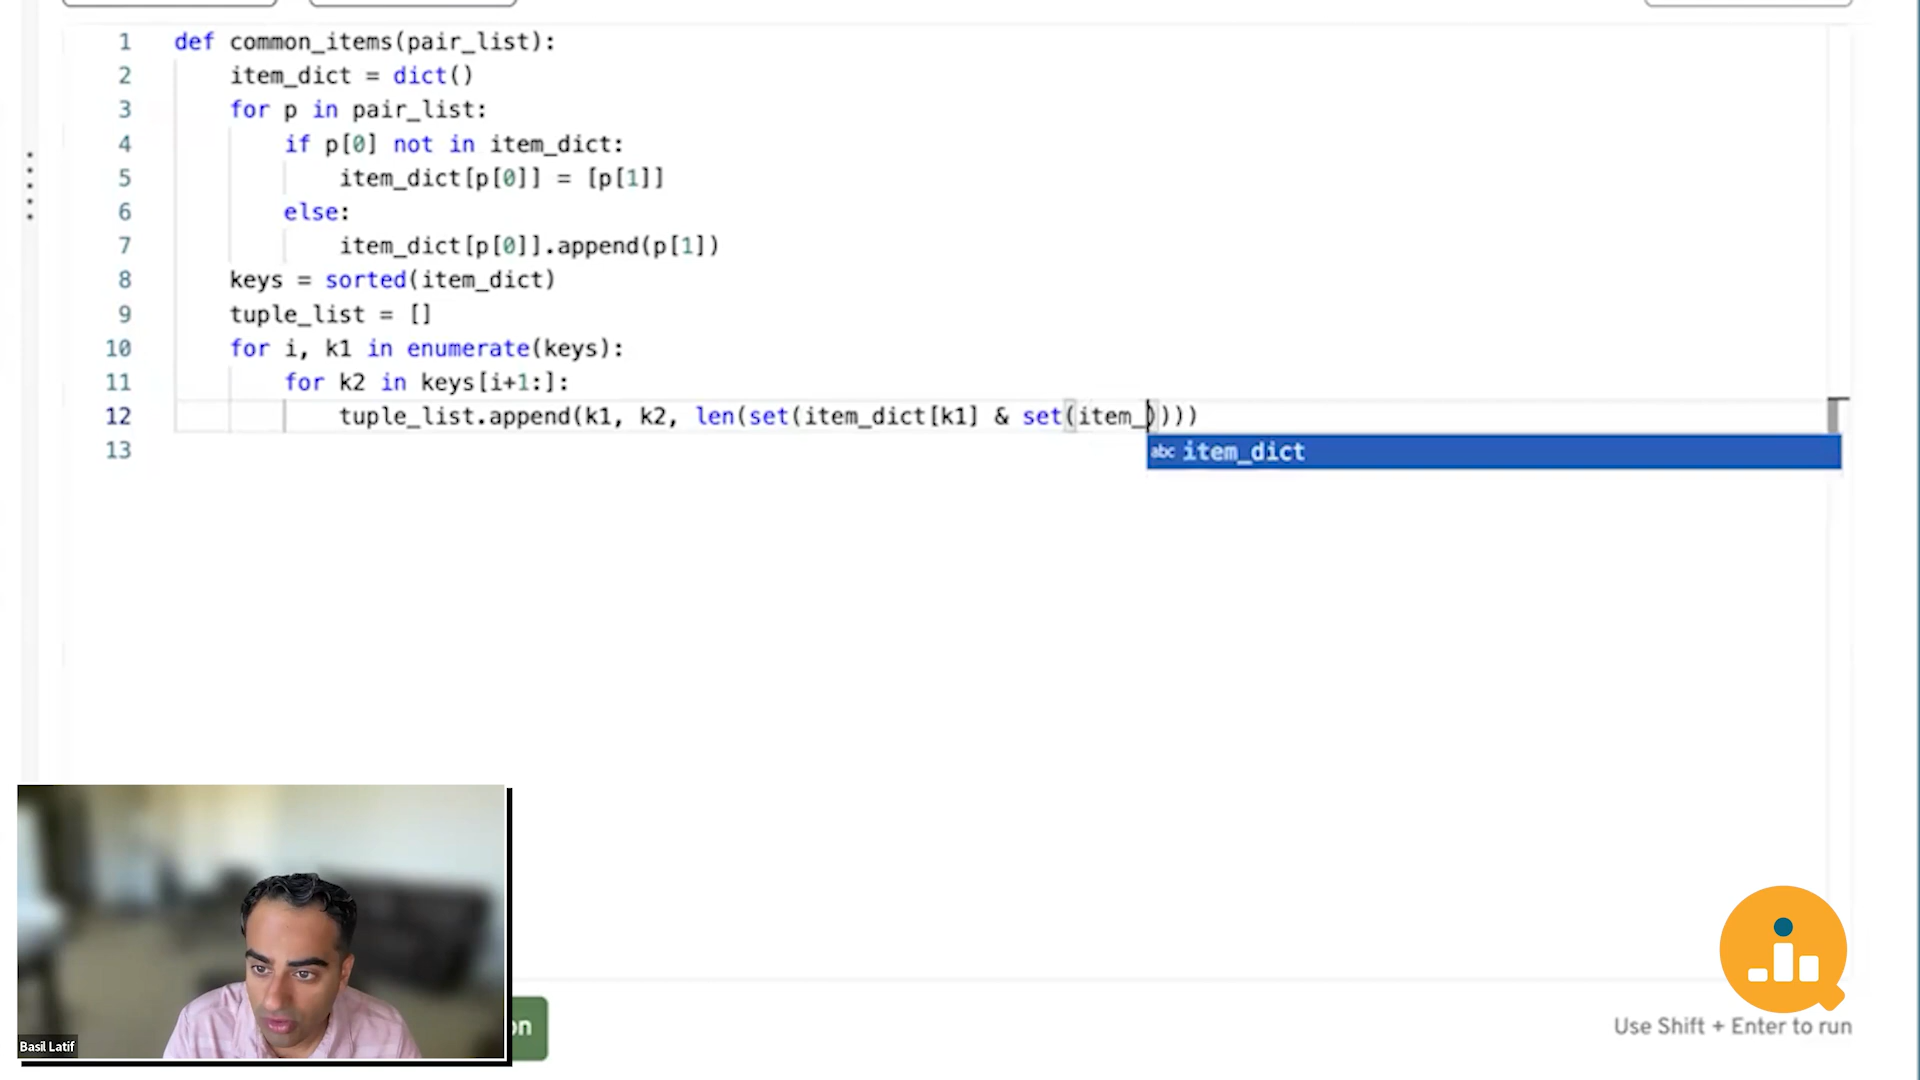 1 def common_items(pair_list):
2 item_dict = dict()
3 for p in pair_list:
4 if p[0] not in item_dict:
5 item_dict[p[0]] = [p[1]]
6 else:
7 item_dict[p[0]].append(p[1])
8 keys = sorted(item_dict)
9 tuple_list = []
10 for i, k1 in enumerate(keys):
11 for k2 in keys[i+1:]:
12 tuple_list.append(k1, k2, len(set(item_dict[k1] & set(item_))))
abc item_dict
13
on
Use Shift + Enter to run
Basil Latif